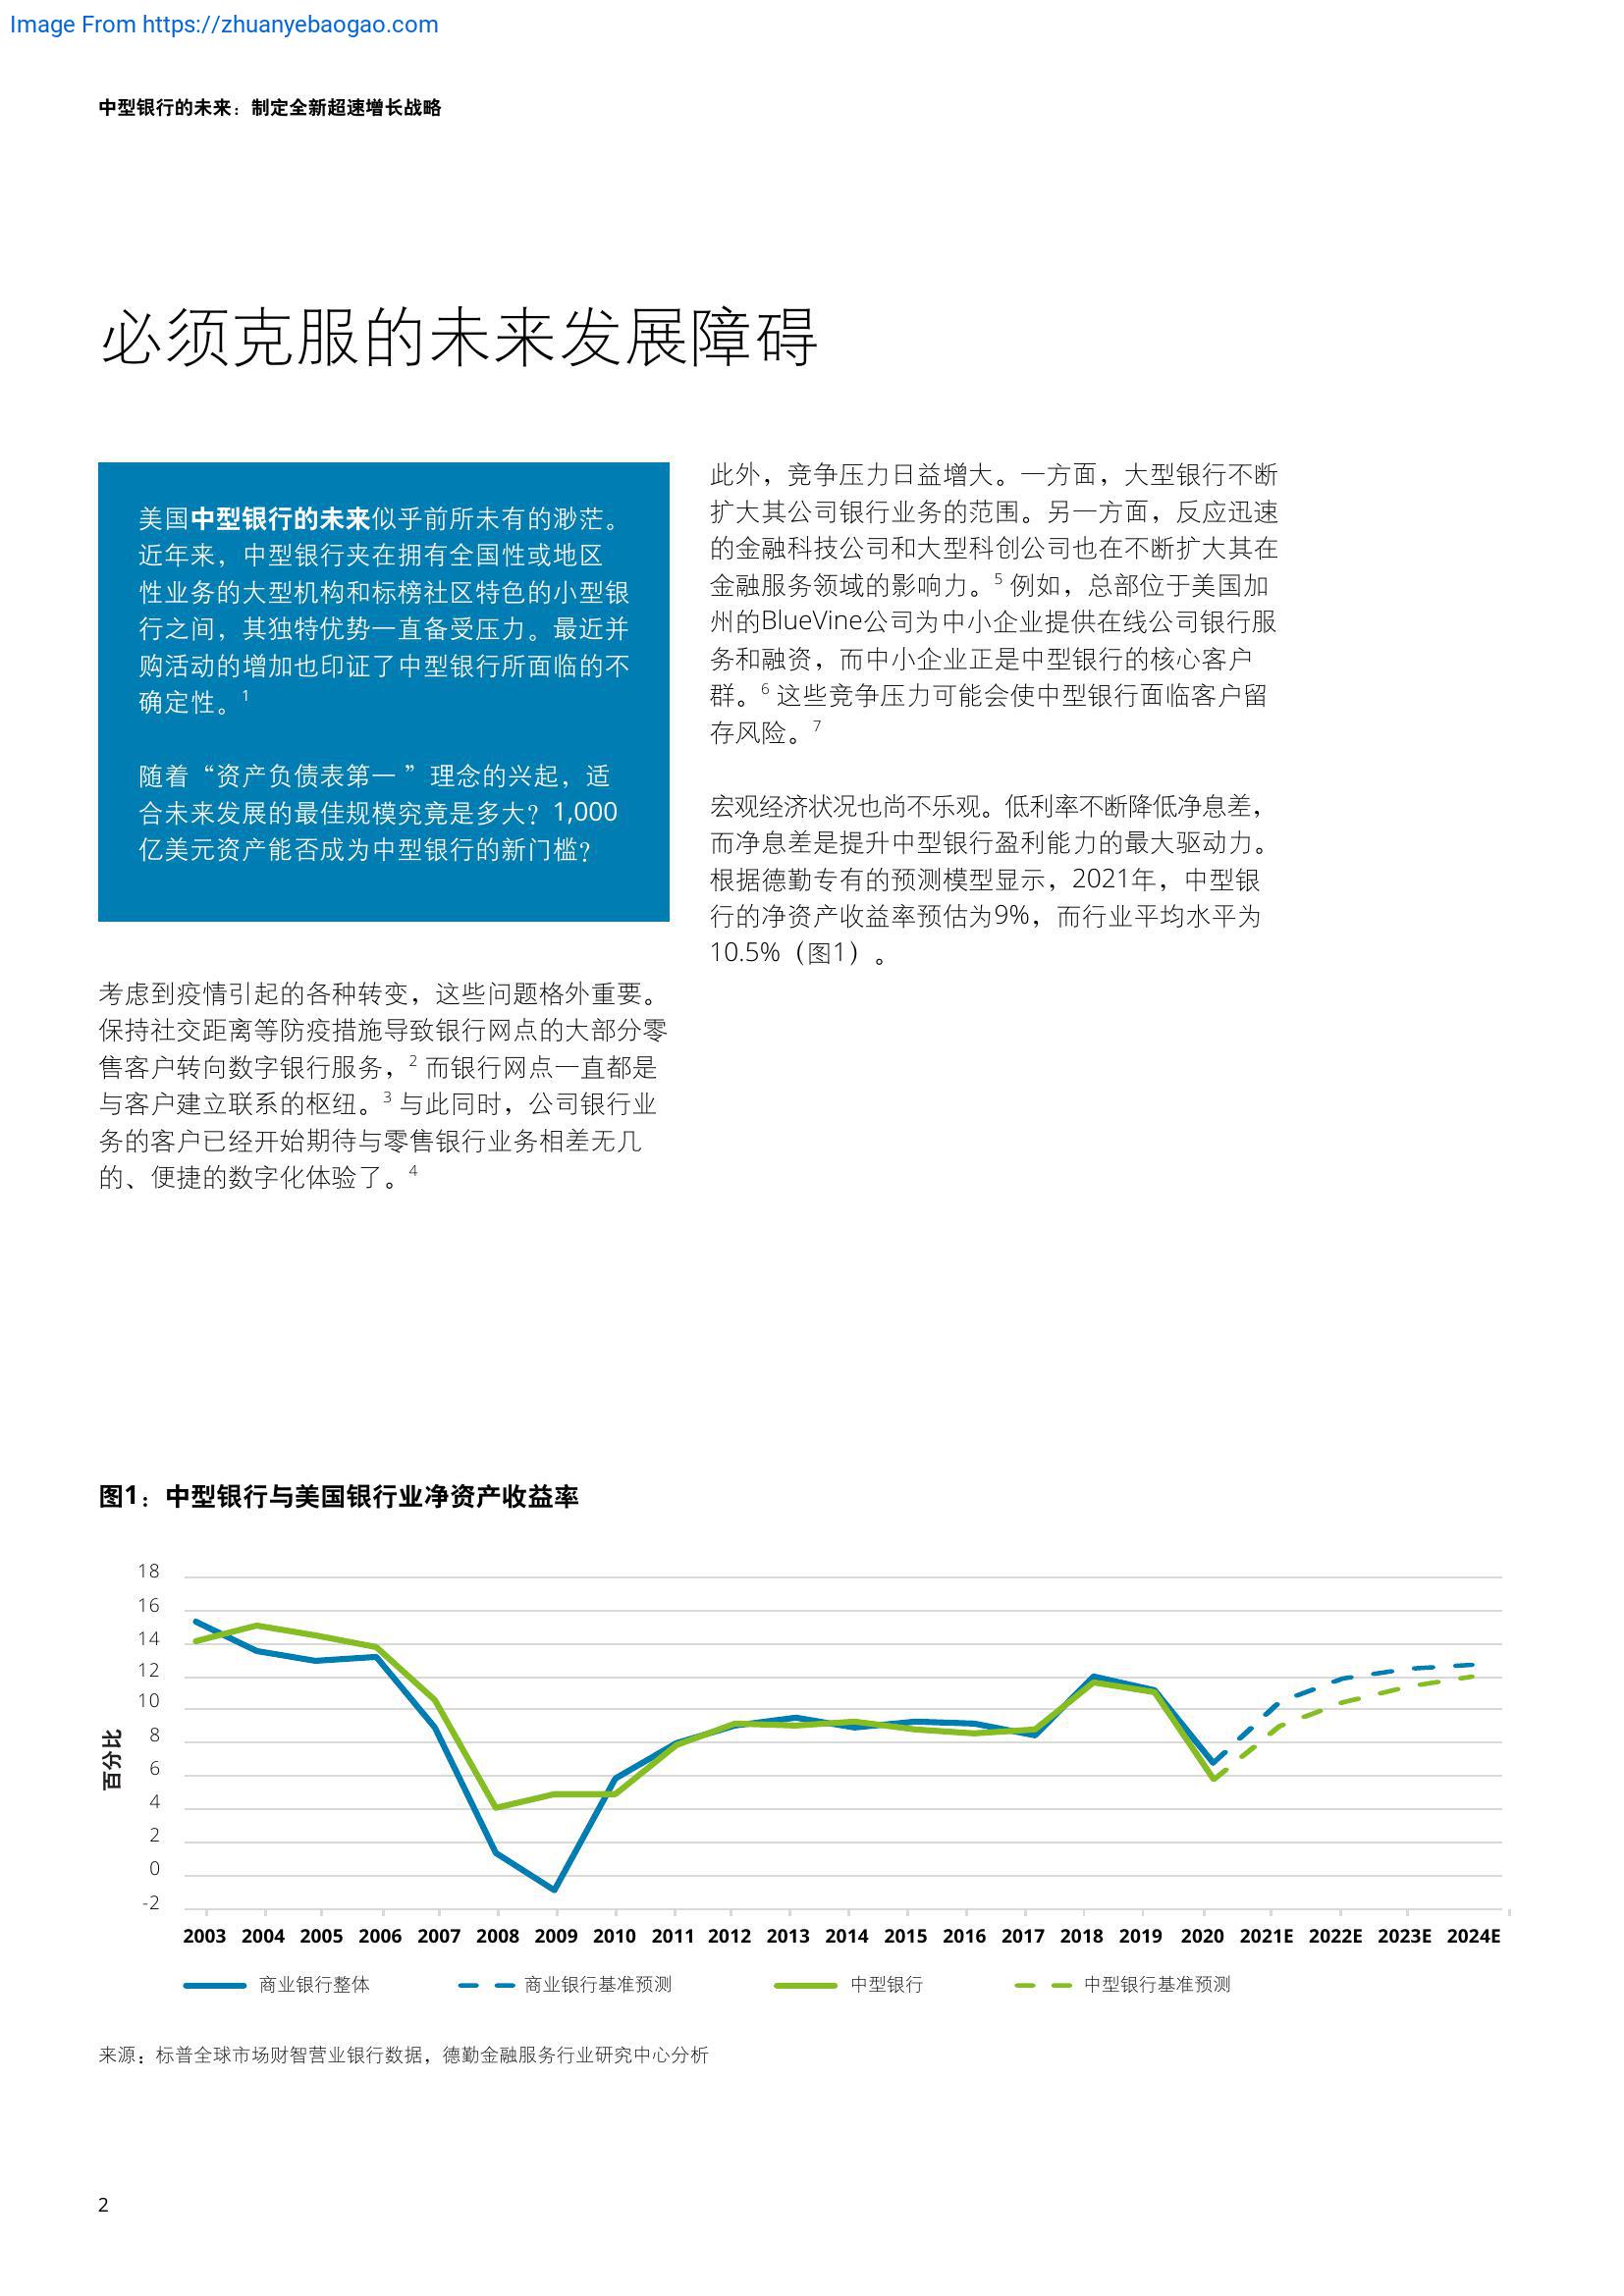 Image From https://zhuanyebaogao.com
中型银行的未来：制定全新超速增长战略
必须克服的未来发展障碍
美国中型银行的未来似乎前所未有的渺茫。
近年来，中型银行夹在拥有全国性或地区
性业务的大型机构和标榜社区特色的小型银
行之间，其独特优势一直备受压力。最近并
购活动的增加也印证了中型银行所面临的不
确定性。1
随着“资产负债表第一 ”理念的兴起，适
合未来发展的最佳规模究竟是多大？1,000
亿美元资产能否成为中型银行的新门槛？
考虑到疫情引起的各种转变，这些问题格外重要。
保持社交距离等防疫措施导致银行网点的大部分零
售客户转向数字银行服务，2 而银行网点一直都是
与客户建立联系的枢纽。3 与此同时，公司银行业
务的客户已经开始期待与零售银行业务相差无几
的、便捷的数字化体验了。4
此外，竞争压力日益增大。一方面，大型银行不断
扩大其公司银行业务的范围。另一方面，反应迅速
的金融科技公司和大型科创公司也在不断扩大其在
金融服务领域的影响力。5 例如，总部位于美国加
州的BlueVine公司为中小企业提供在线公司银行服
务和融资，而中小企业正是中型银行的核心客户
群。6 这些竞争压力可能会使中型银行面临客户留
存风险。7
宏观经济状况也尚不乐观。低利率不断降低净息差，
而净息差是提升中型银行盈利能力的最大驱动力。
根据德勤专有的预测模型显示，2021年，中型银
行的净资产收益率预估为9%，而行业平均水平为
10.5%（图1）。
图1：中型银行与美国银行业净资产收益率
百分比
18
16
14
12
10
8
6
4
2
0
-2
2003 2004 2005 2006 2007 2008 2009 2010 2011 2012 2013 2014 2015 2016 2017 2018 2019 2020 2021E 2022E 2023E 2024E
商业银行整体 商业银行基准预测 中型银行 中型银行基准预测
来源：标普全球市场财智营业银行数据，德勤金融服务行业研究中心分析
2